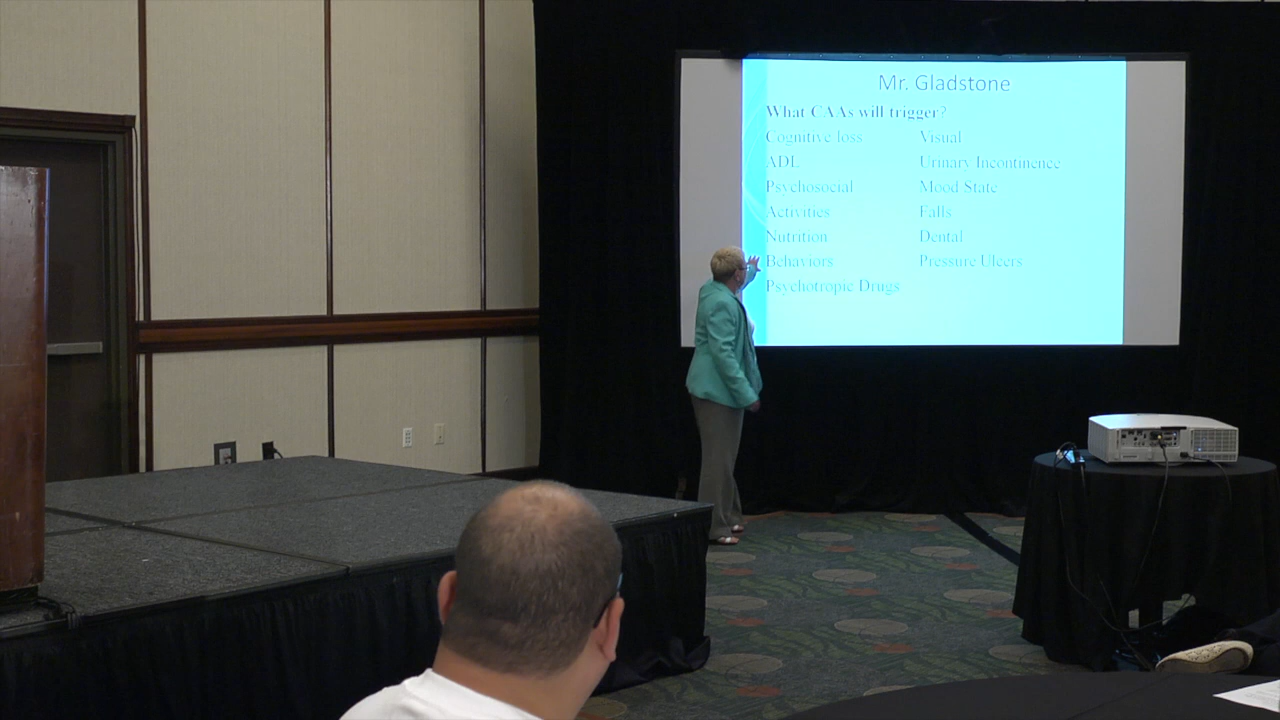 Mr. Gladstone
What CAAs will trigger?
Cognitive loss Visual
ADL Urinary Incontinence
Psychosocial Mood State
Activities Falls
Nutrition Dental
Behaviors Pressure Ulcers
Psychotropic Drugs